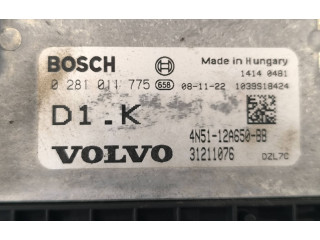 BOSCH Made in Hungary
1414 0481
0 281 011 775 65B 08-11-22 1039S18424
D1.K
VOLVO 4N51-12A650-BB
31211076 DZL7C